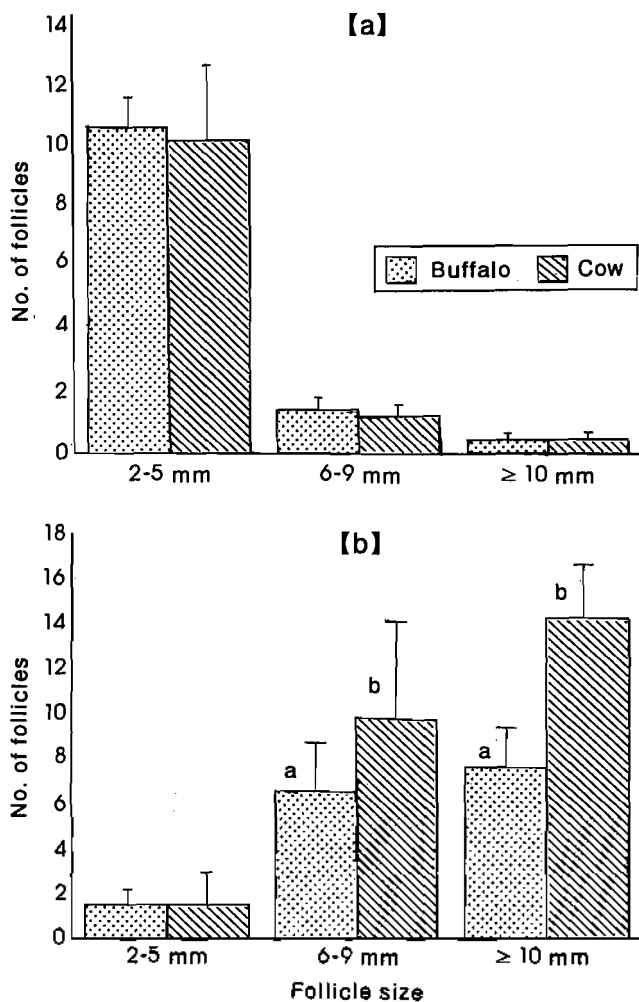 【a】
No. of follicles
14
12
10
8
6
4
2
0
Buffalo Cow
2-5 mm 6-9 mm ≥ 10 mm
【b】
No. of follicles
18
16
14
12
10
8
6
4
2
0
a b a b
2-5 mm 6-9 mm ≥ 10 mm
Follicle size